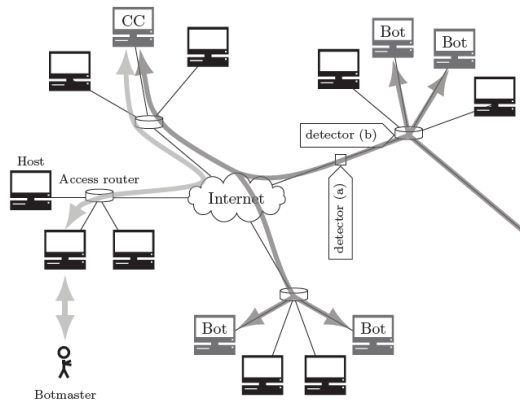 CC
Bot
Bot
detector (b)
Host
Access router
Internet
detector (a)
Bot
Bot
Botmaster